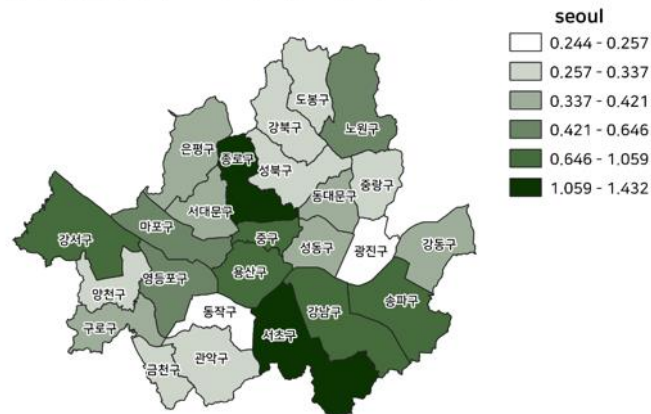 seoul
0.244 - 0.257
0.257 - 0.337
0.337 - 0.421
0.421 - 0.646
0.646 - 1.059
1.059 - 1.432
도봉구
강북구
노원구
은평구
종로구
성북구
중랑구
동대문구
서대문구
마포구
중구
성동구
광진구
강동구
강서구
용산구
영등포구
양천구
동작구
강남구
송파구
구로구
서초구
금천구
관악구